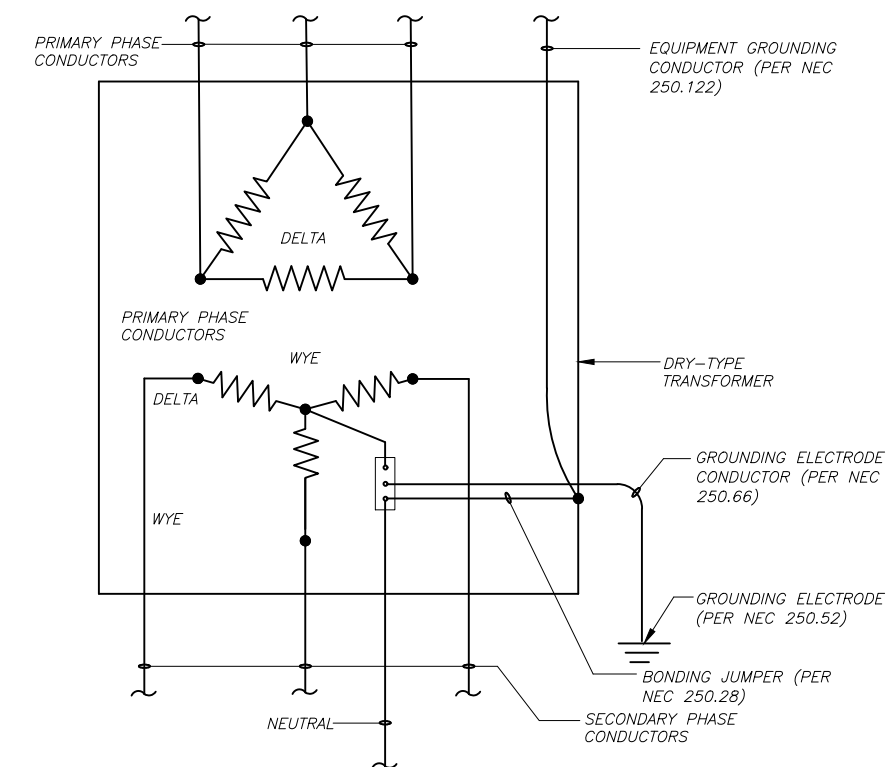 PRIMARY PHASE
CONDUCTORS
EQUIPMENT GROUNDING
CONDUCTOR (PER NEC
250.122)
DELTA
PRIMARY PHASE
CONDUCTORS
WYE
DRY-TYPE
TRANSFORMER
DELTA
GROUNDING ELECTRODE
CONDUCTOR (PER NEC
250.66)
WYE
GROUNDING ELECTRODE
(PER NEC 250.52)
BONDING JUMPER (PER
NEC 250.28)
NEUTRAL
SECONDARY PHASE
CONDUCTORS